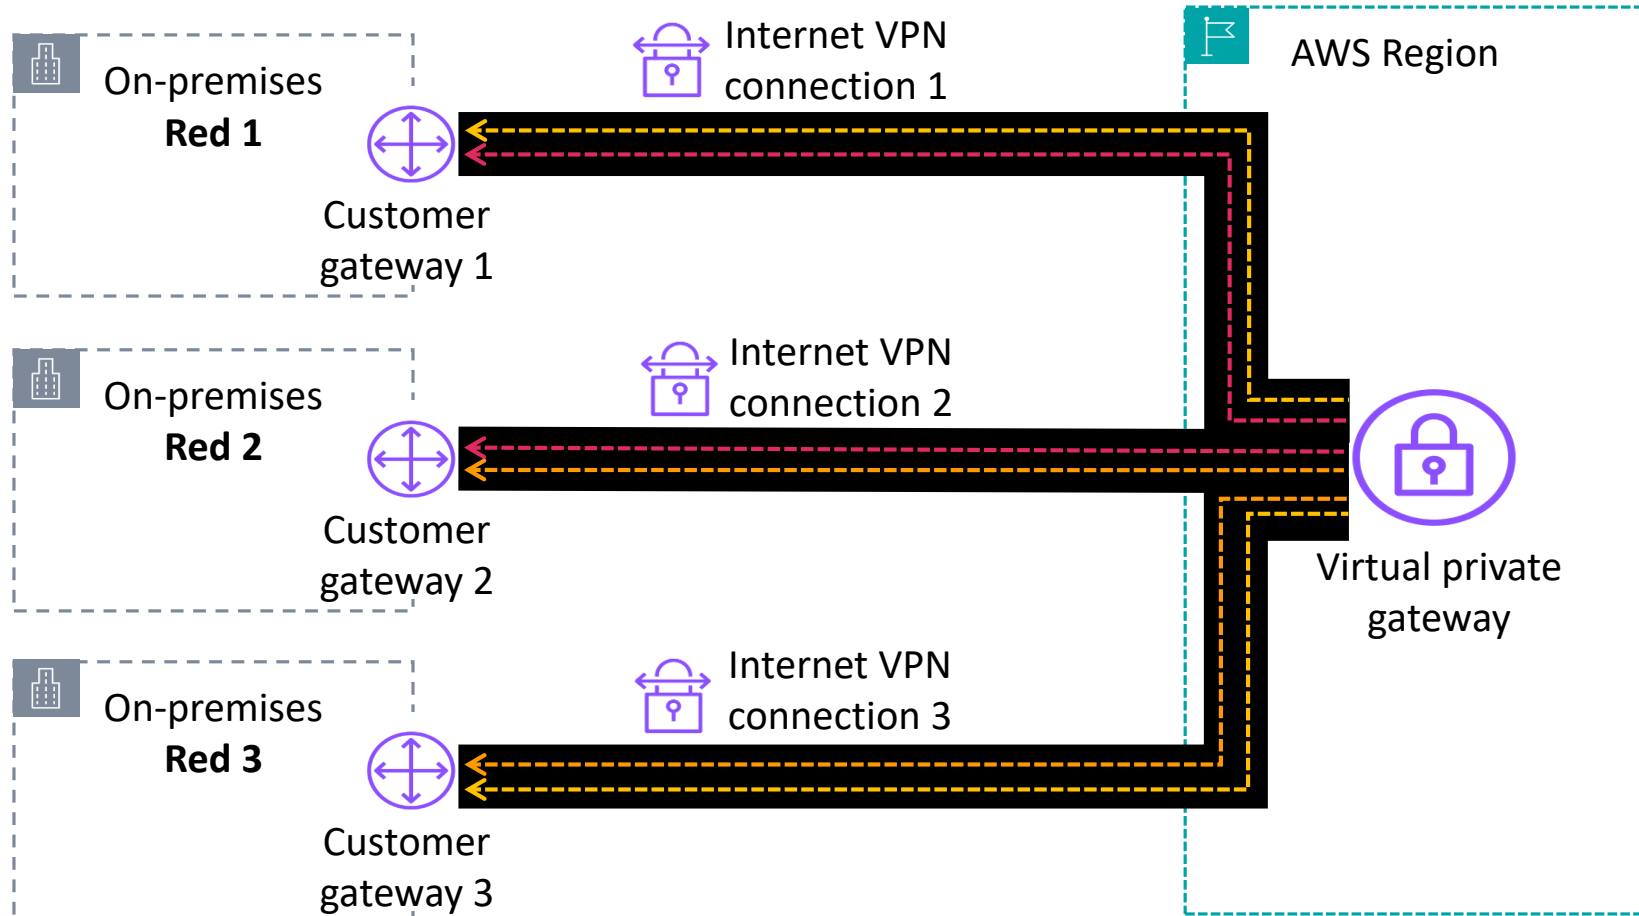 On-premises
Red 1
Customer
gateway 1
Internet VPN
connection 1
AWS Region
On-premises
Red 2
Customer
gateway 2
Internet VPN
connection 2
Virtual private
gateway
On-premises
Red 3
Customer
gateway 3
Internet VPN
connection 3